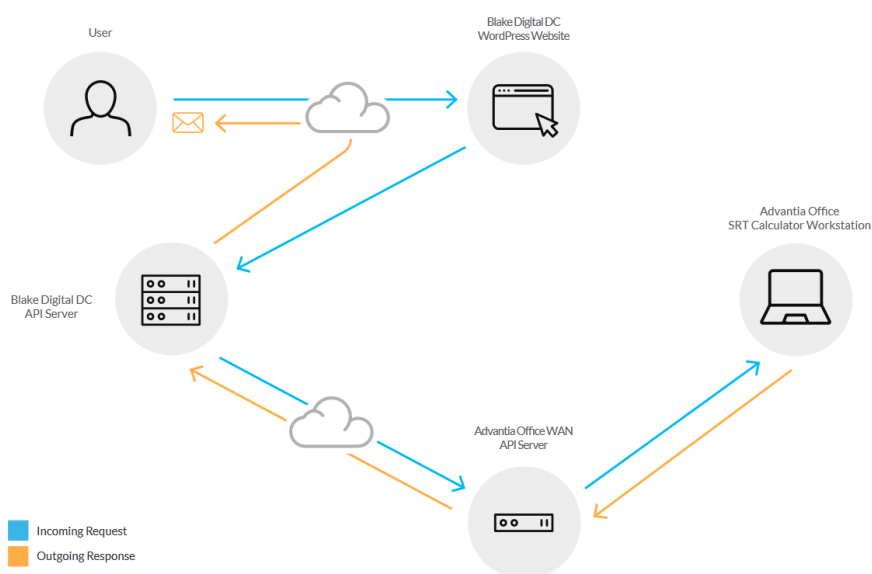 User
Blake Digital DC
WordPress Website
Advantia Office
SRT Calculator Workstation
Blake Digital DC
API Server
Advantia Office WAN
API Server
Incoming Request
Outgoing Response